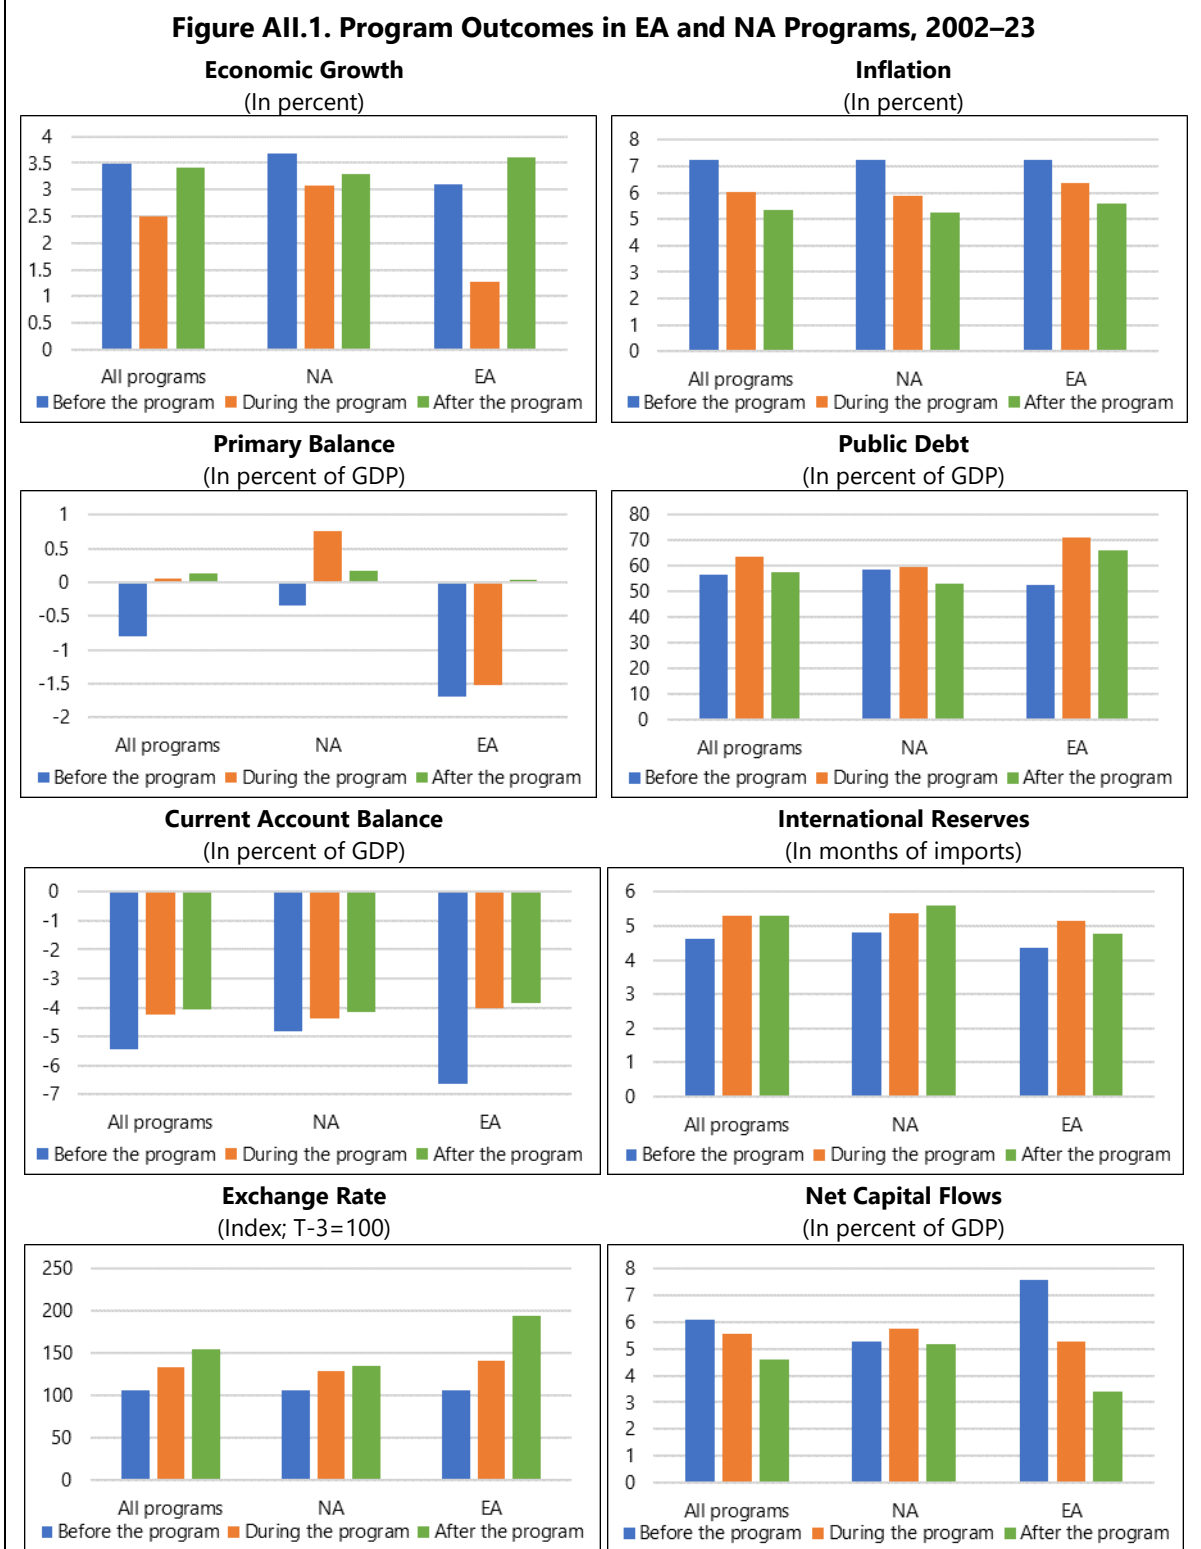 Figure AII.1. Program Outcomes in EA and NA Programs, 2002–23
Economic Growth
(In percent)
4
3.5
3
2.5
2
1.5
1
0.5
0
All programs NA EA
Before the program During the program After the program
Inflation
(In percent)
8
7
6
5
4
3
2
1
0
All programs NA EA
Before the program During the program After the program
Primary Balance
(In percent of GDP)
1
0.5
0
-0.5
-1
-1.5
-2
All programs NA EA
Before the program During the program After the program
Public Debt
(In percent of GDP)
80
70
60
50
40
30
20
10
0
All programs NA EA
Before the program During the program After the program
Current Account Balance
(In percent of GDP)
0
-1
-2
-3
-4
-5
-6
-7
All programs NA EA
Before the program During the program After the program
International Reserves
(In months of imports)
6
5
4
3
2
1
0
All programs NA EA
Before the program During the program After the program
Exchange Rate
(Index; T-3=100)
250
200
150
100
50
0
All programs NA EA
Before the program During the program After the program
Net Capital Flows
(In percent of GDP)
8
7
6
5
4
3
2
1
0
All programs NA EA
Before the program During the program After the program